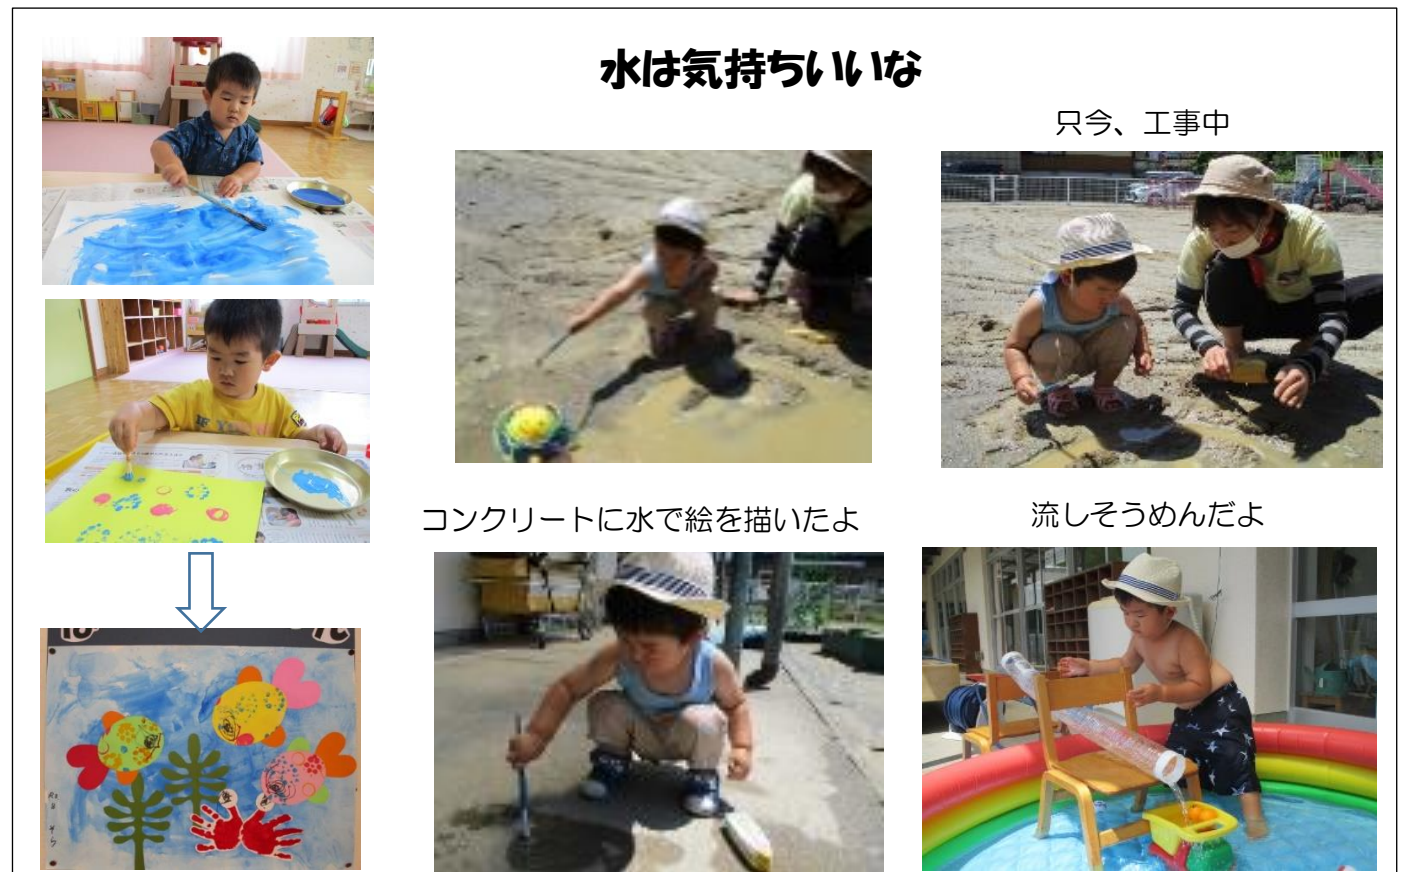 水は気持ちいいな
只今、工事中
コンクリートに水で絵を描いたよ
流しそうめんだよ